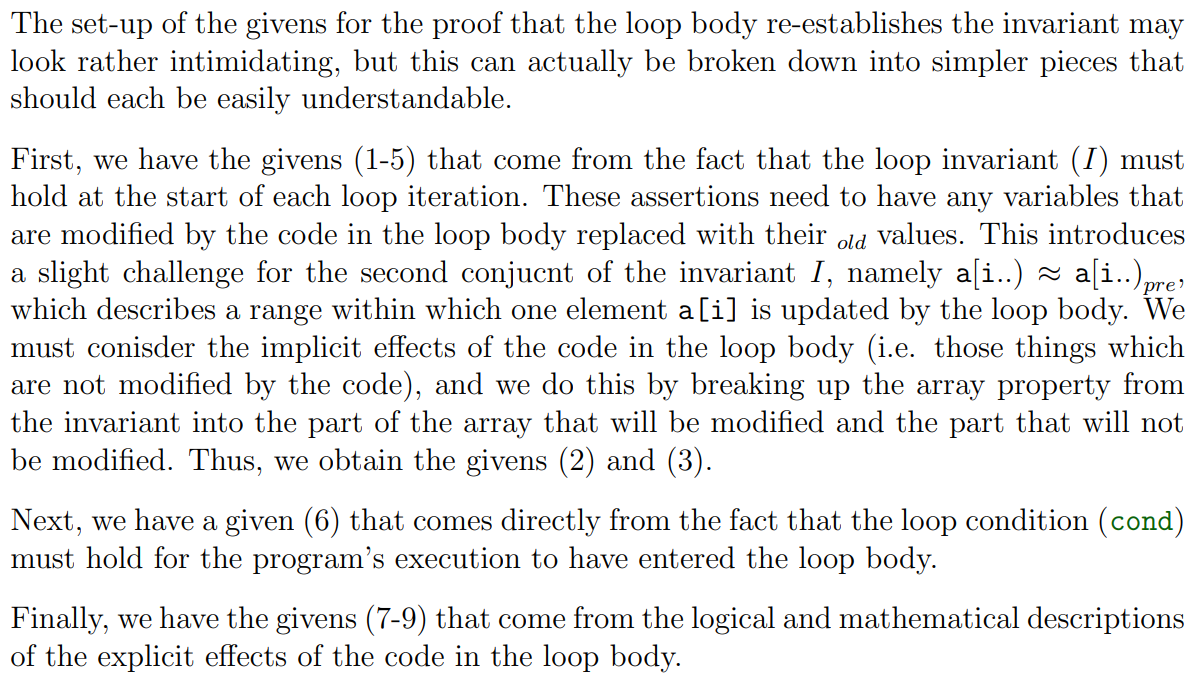 The set-up of the givens for the proof that the loop body re-establishes the invariant may
look rather intimidating, but this can actually be broken down into simpler pieces that
should each be easily understandable.
First, we have the givens (1-5) that come from the fact that the loop invariant (I) must
hold at the start of each loop iteration. These assertions need to have any variables that
are modified by the code in the loop body replaced with their old values. This introduces
a slight challenge for the second conjucnt of the invariant I, namely a[i..) ≈ a[i..)pre,
which describes a range within which one element a[i] is updated by the loop body. We
must conisder the implicit effects of the code in the loop body (i.e. those things which
are not modified by the code), and we do this by breaking up the array property from
the invariant into the part of the array that will be modified and the part that will not
be modified. Thus, we obtain the givens (2) and (3).
Next, we have a given (6) that comes directly from the fact that the loop condition (cond)
must hold for the program's execution to have entered the loop body.
Finally, we have the givens (7-9) that come from the logical and mathematical descriptions
of the explicit effects of the code in the loop body.